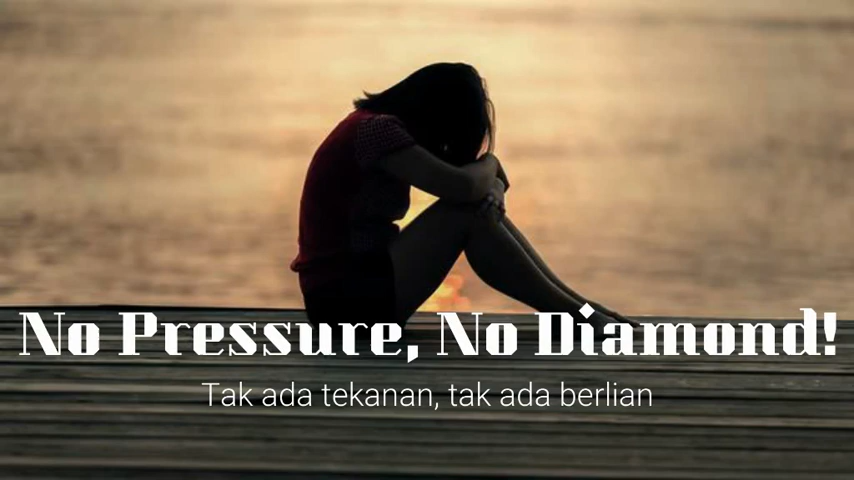 No Pressure, No Diamond!
Tak ada tekanan, tak ada berlian